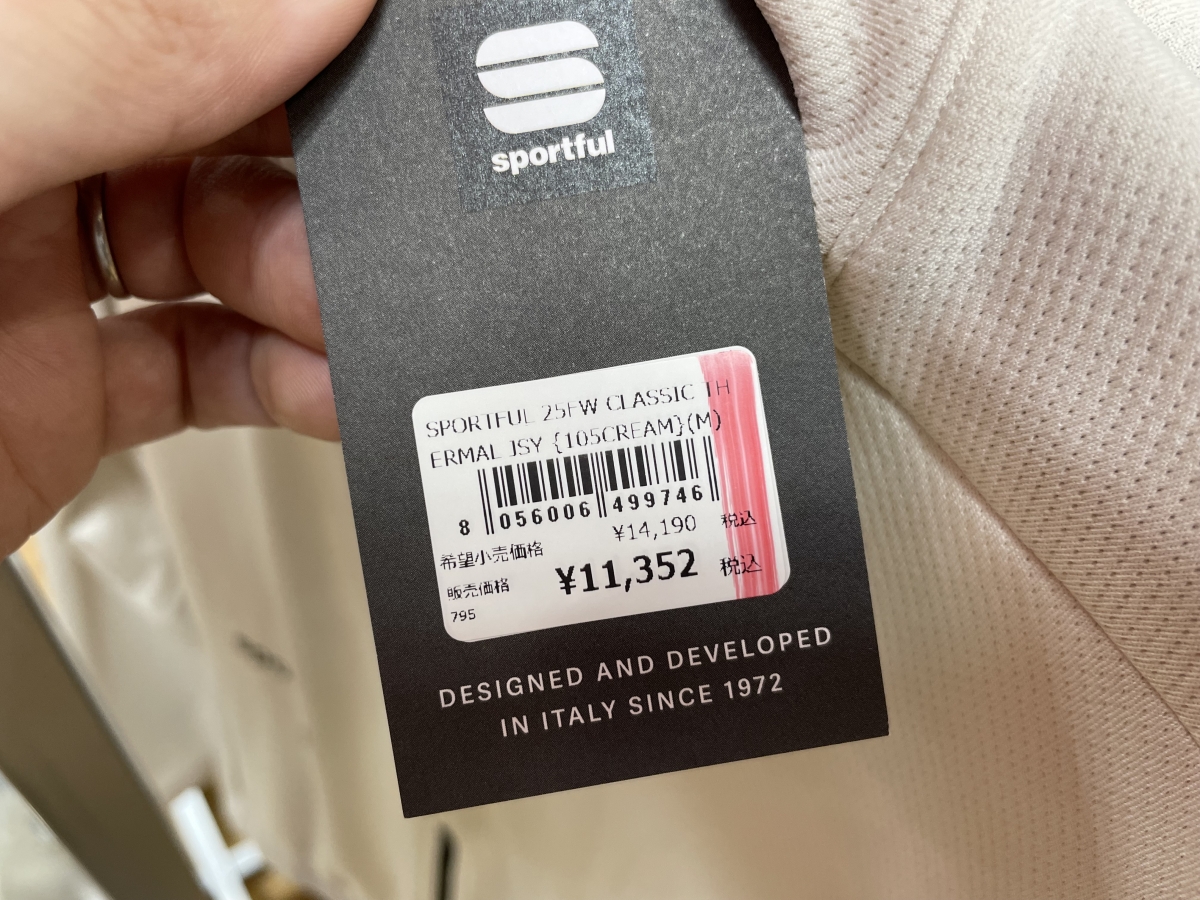 sportful
SPORTFUL 25FW CLASSIC TH
ERMAL JSY {105CREAM}(M)
8 056006 499746
希望小売価格 ¥14,190 税込
販売価格 ¥11,352 税込
795
DESIGNED AND DEVELOPED
IN ITALY SINCE 1972